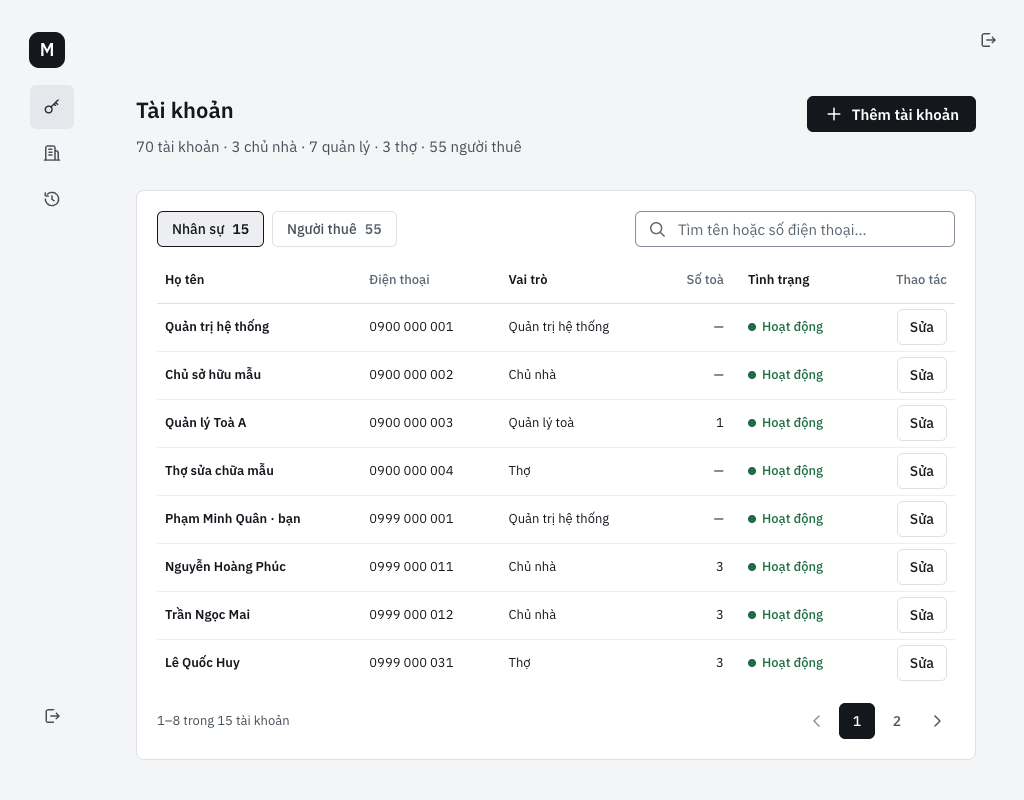 M
Tài khoản
Thêm tài khoản
70 tài khoản · 3 chủ nhà · 7 quản lý · 3 thợ · 55 người thuê
Nhân sự 15 Người thuê 55 Tìm tên hoặc số điện thoại...
Họ tên Điện thoại Vai trò Số toà Tình trạng Thao tác
Quản trị hệ thống 0900 000 001 Quản trị hệ thống — Hoạt động Sửa
Chủ sở hữu mẫu 0900 000 002 Chủ nhà — Hoạt động Sửa
Quản lý Toà A 0900 000 003 Quản lý toà 1 Hoạt động Sửa
Thợ sửa chữa mẫu 0900 000 004 Thợ — Hoạt động Sửa
Phạm Minh Quân · bạn 0999 000 001 Quản trị hệ thống — Hoạt động Sửa
Nguyễn Hoàng Phúc 0999 000 011 Chủ nhà 3 Hoạt động Sửa
Trần Ngọc Mai 0999 000 012 Chủ nhà 3 Hoạt động Sửa
Lê Quốc Huy 0999 000 031 Thợ 3 Hoạt động Sửa
1–8 trong 15 tài khoản 1 2